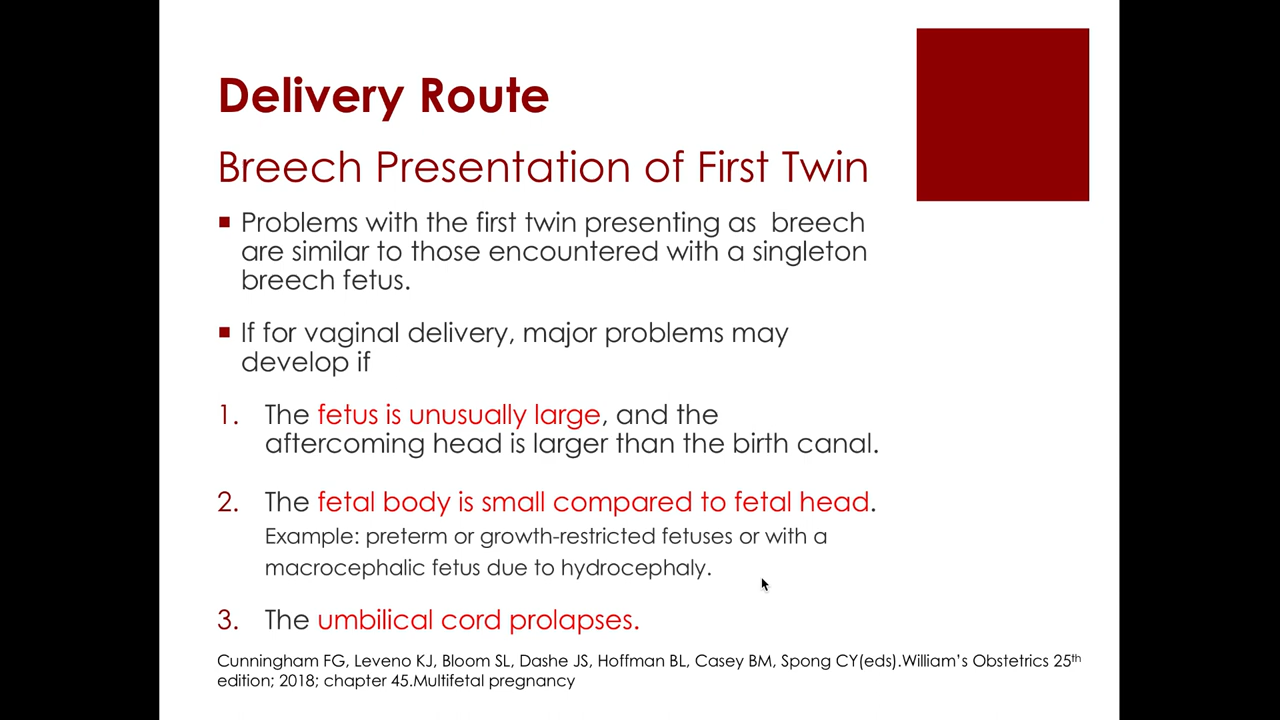 Delivery Route
Breech Presentation of First Twin
▪ Problems with the first twin presenting as  breech
are similar to those encountered with a singleton
breech fetus.
▪ If for vaginal delivery, major problems may
develop if
1. The fetus is unusually large, and the
aftercoming head is larger than the birth canal.
2. The fetal body is small compared to fetal head.
Example: preterm or growth-restricted fetuses or with a
macrocephalic fetus due to hydrocephaly.
3. The umbilical cord prolapses.
Cunningham FG, Leveno KJ, Bloom SL, Dashe JS, Hoffman BL, Casey BM, Spong CY(eds).William’s Obstetrics 25th
edition; 2018; chapter 45.Multifetal pregnancy